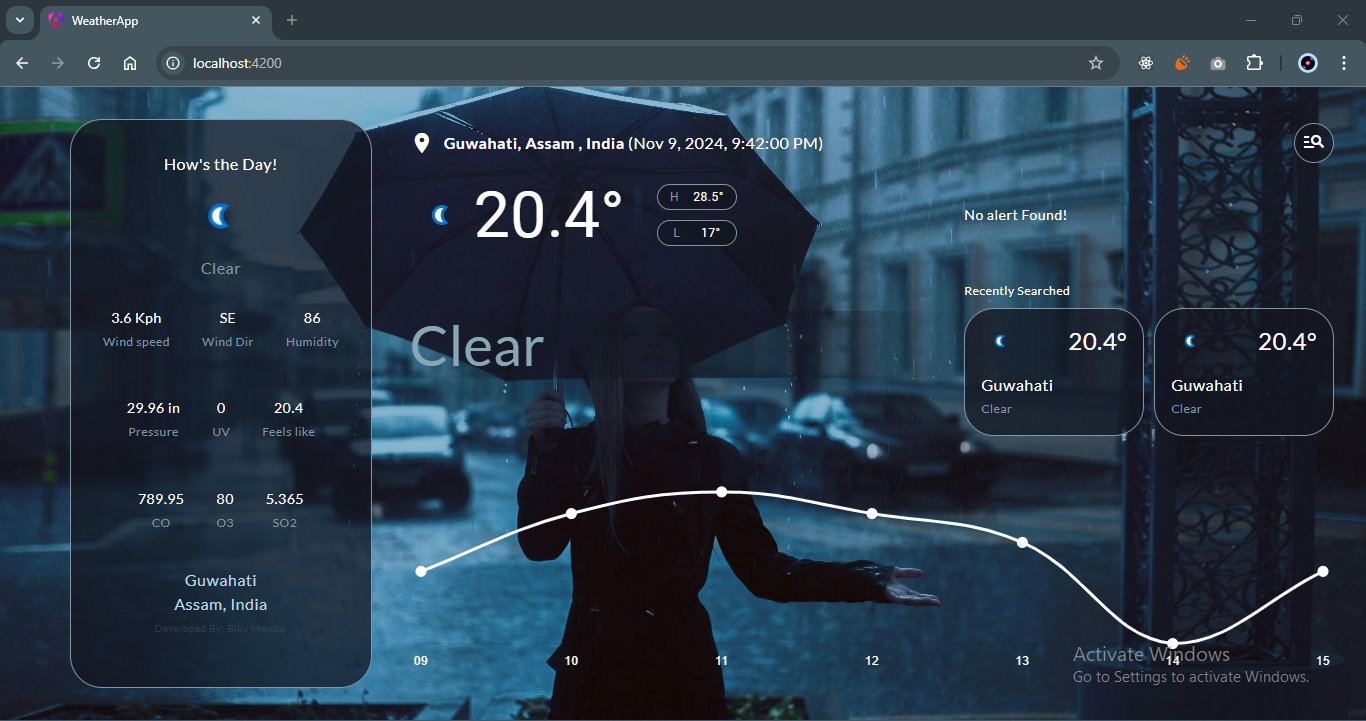 WeatherApp
localhost:4200
How's the Day!
Clear
3.6 Kph SE 86
Wind speed Wind Dir Humidity
29.96 in 0 20.4
Pressure UV Feels like
789.95 80 5.365
CO O3 SO2
Guwahati
Assam, India
Developed By: Biky Mandal
Guwahati, Assam , India (Nov 9, 2024, 9:42:00 PM)
20.4°
H 28.5°
L 17°
Clear
No alert Found!
Recently Searched
20.4°
Guwahati
Clear
20.4°
Guwahati
Clear
09 10 11 12 13 14 15
Activate Windows
Go to Settings to activate Windows.